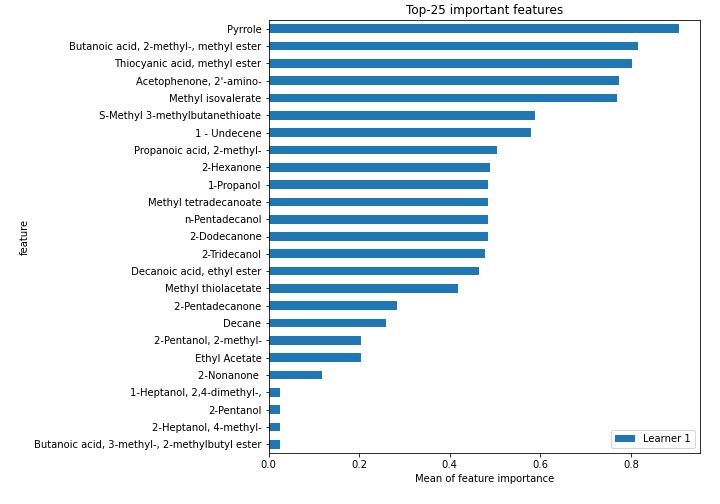 Top-25 important features
Pyrrole
Butanoic acid, 2-methyl-, methyl ester
Thiocyanic acid, methyl ester
Acetophenone, 2'-amino-
Methyl isovalerate
S-Methyl 3-methylbutanethioate
1 - Undecene
Propanoic acid, 2-methyl-
2-Hexanone
1-Propanol
Methyl tetradecanoate
n-Pentadecanol
2-Dodecanone
2-Tridecanol
Decanoic acid, ethyl ester
Methyl thiolacetate
2-Pentadecanone
Decane
2-Pentanol, 2-methyl-
Ethyl Acetate
2-Nonanone
1-Heptanol, 2,4-dimethyl-,
2-Pentanol
2-Heptanol, 4-methyl-
Butanoic acid, 3-methyl-, 2-methylbutyl ester
feature
Learner 1
0.0 0.2 0.4 0.6 0.8
Mean of feature importance